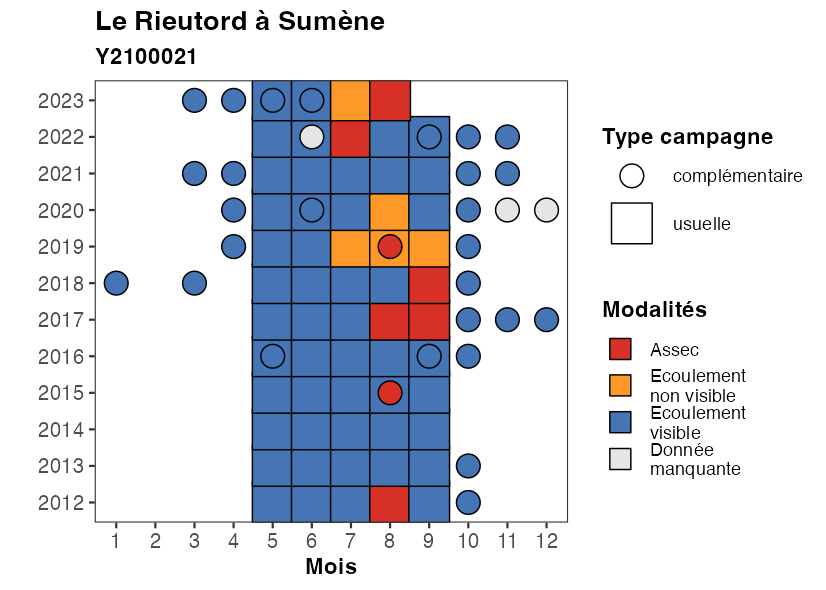 Le Rieutord à Sumène
Y2100021
2023
2022
2021
2020
2019
2018
2017
2016
2015
2014
2013
2012
1 2 3 4 5 6 7 8 9 10 11 12
Mois
Type campagne
complémentaire
usuelle
Modalités
Assec
Ecoulement
non visible
Ecoulement
visible
Donnée
manquante